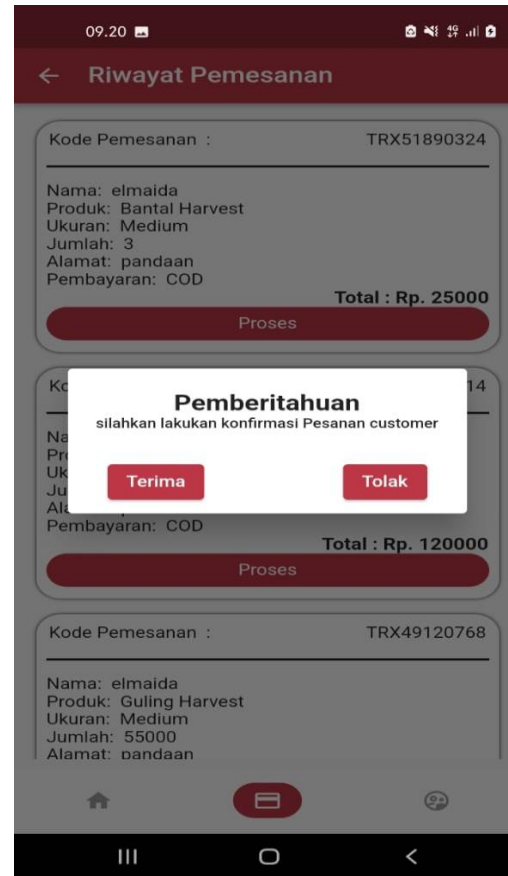 09.20
4G
Riwayat Pemesanan
Kode Pemesanan : TRX51890324
Nama: elmaida
Produk: Bantal Harvest
Ukuran: Medium
Jumlah: 3
Alamat: pandaan
Pembayaran: COD
Total : Rp. 25000
Proses
Pemberitahuan
silahkan lakukan konfirmasi Pesanan customer
Terima Tolak
Pembayaran: COD
Total : Rp. 120000
Proses
Kode Pemesanan : TRX49120768
Nama: elmaida
Produk: Guling Harvest
Ukuran: Medium
Jumlah: 55000
Alamat: pandaan